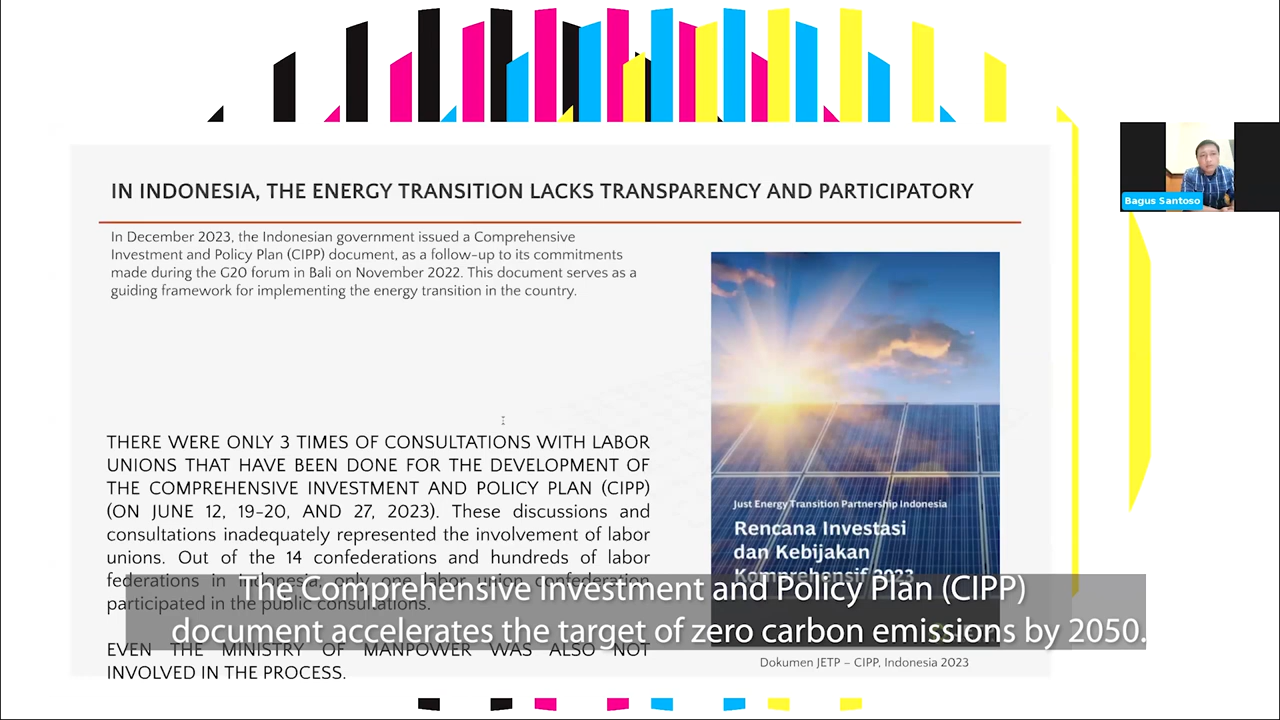 IN INDONESIA, THE ENERGY TRANSITION LACKS TRANSPARENCY AND PARTICIPATORY
In December 2023, the Indonesian government issued a Comprehensive
Investment and Policy Plan (CIPP) document, as a follow-up to its commitments
made during the G20 forum in Bali on November 2022. This document serves as a
guiding framework for implementing the energy transition in the country.
THERE WERE ONLY 3 TIMES OF CONSULTATIONS WITH LABOR
UNIONS THAT HAVE BEEN DONE FOR THE DEVELOPMENT OF
THE COMPREHENSIVE INVESTMENT AND POLICY PLAN (CIPP)
(ON JUNE 12, 19-20, AND 27, 2023). These discussions and
consultations inadequately represented the involvement of labor
unions. Out of the 14 confederations and hundreds of labor
federations in Indonesia, only one labor union confederation
participated in the public consultations.
EVEN THE MINISTRY OF MANPOWER WAS ALSO NOT
INVOLVED IN THE PROCESS.
Just Energy Transition Partnership Indonesia
Rencana Investasi
dan Kebijakan
Komprehensif 2023
Dokumen JETP – CIPP, Indonesia 2023
Bagus Santoso
The Comprehensive Investment and Policy Plan (CIPP)
document accelerates the target of zero carbon emissions by 2050.